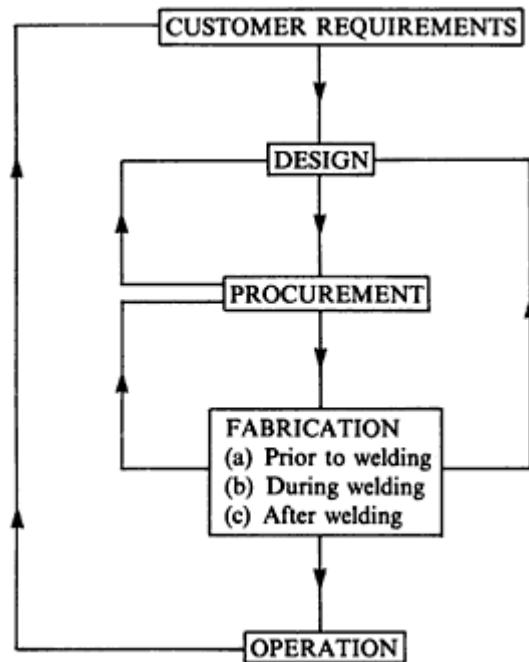 CUSTOMER REQUIREMENTS
DESIGN
PROCUREMENT
FABRICATION
(a) Prior to welding
(b) During welding
(c) After welding
OPERATION